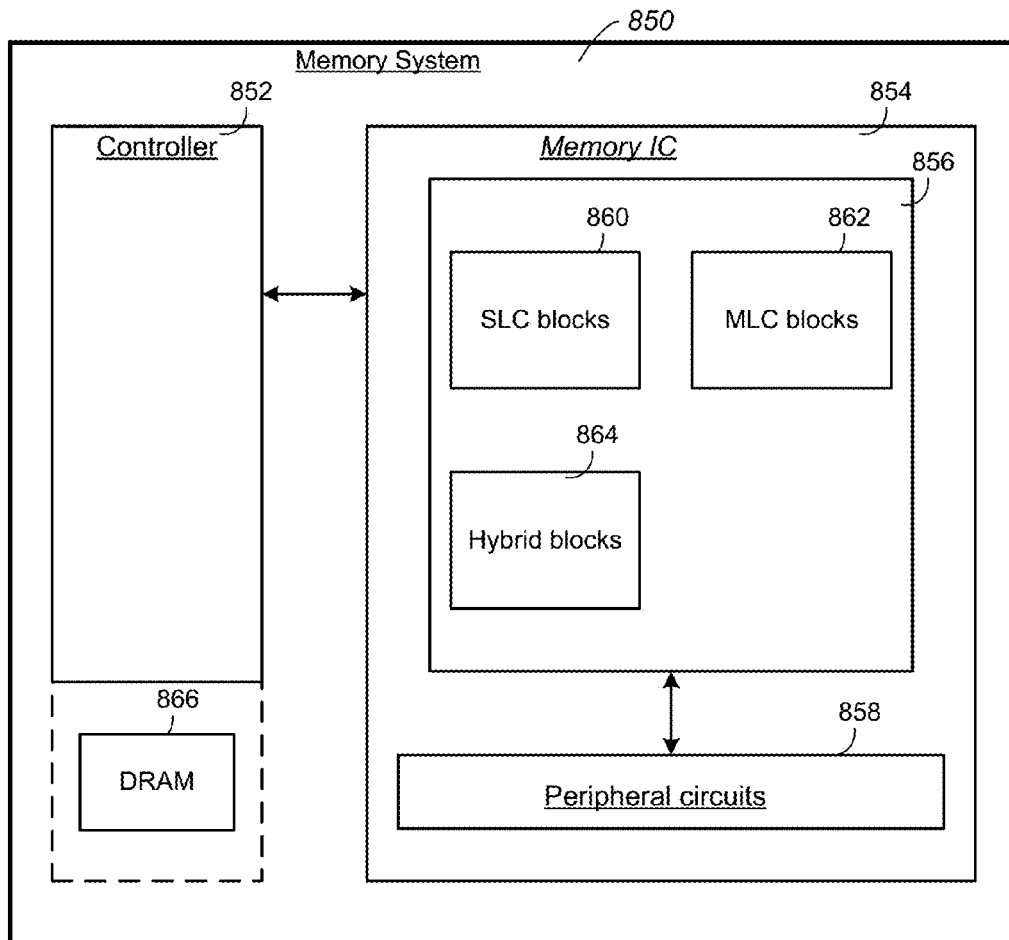 850
Memory System
852
Controller
854
Memory IC
856
860
SLC blocks
862
MLC blocks
864
Hybrid blocks
866
DRAM
858
Peripheral circuits